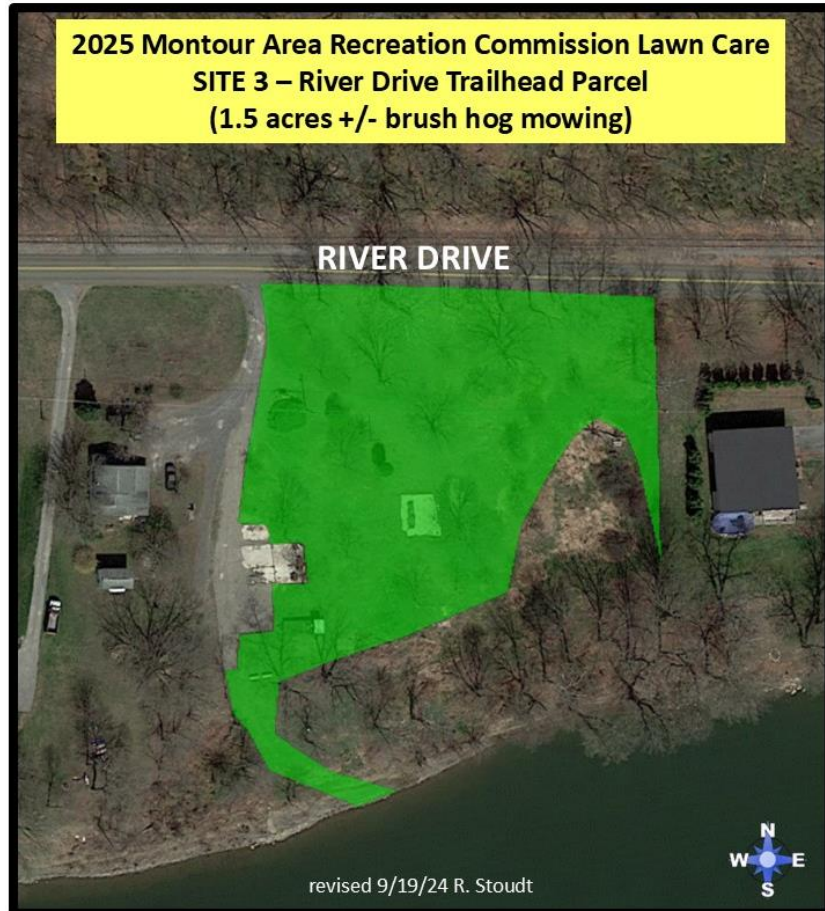 2025 Montour Area Recreation Commission Lawn Care
SITE 3 – River Drive Trailhead Parcel
(1.5 acres +/- brush hog mowing)
RIVER DRIVE
N
W E
S
revised 9/19/24 R. Stoudt